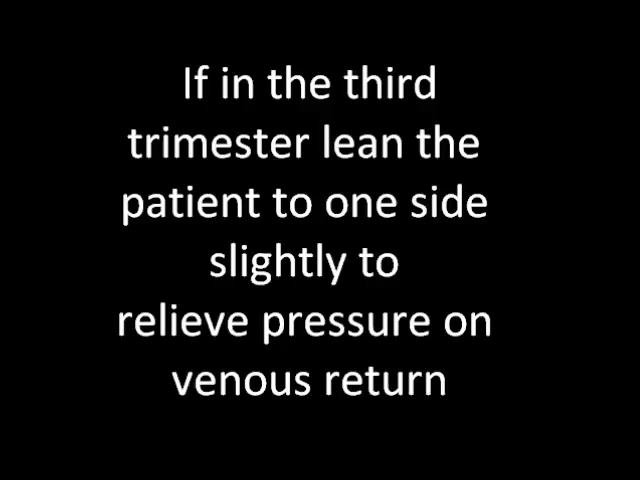 If in the third
trimester lean the
patient to one side
slightly to
relieve pressure on
venous return